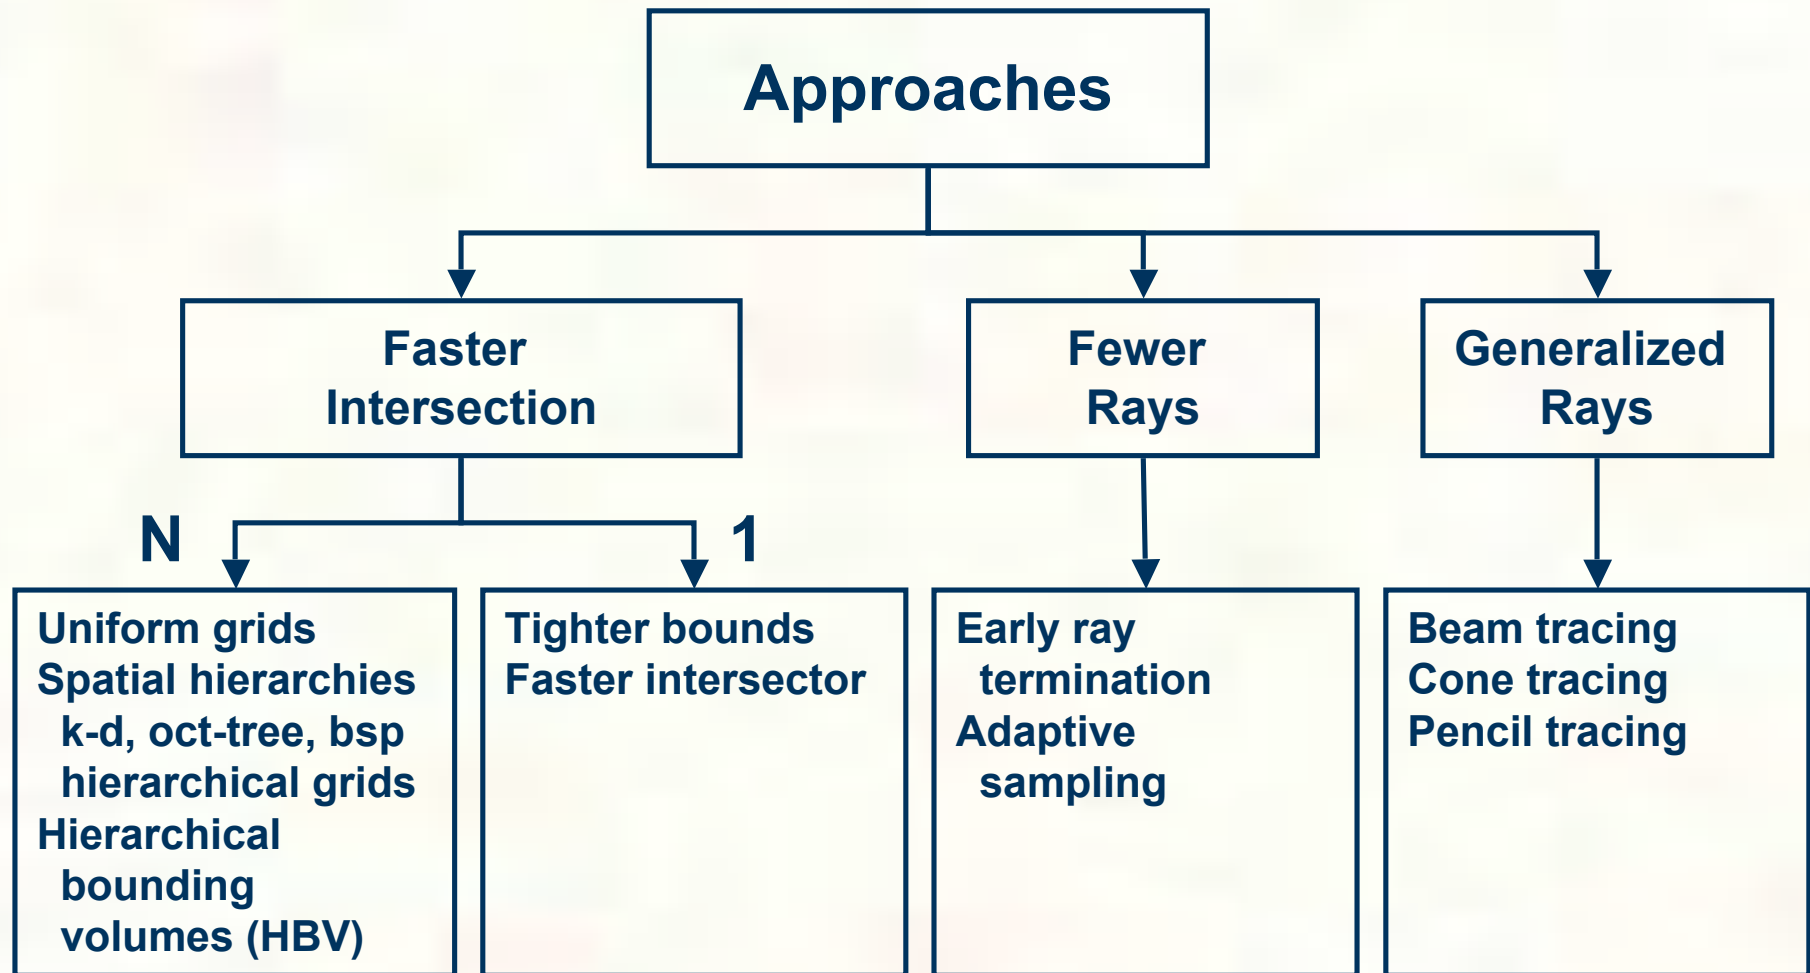 Approaches
Faster
Intersection
Fewer
Rays
Generalized
Rays
N
1
Uniform grids
Spatial hierarchies
k-d, oct-tree, bsp
hierarchical grids
Hierarchical
bounding
volumes (HBV)
Tighter bounds
Faster intersector
Early ray
termination
Adaptive
sampling
Beam tracing
Cone tracing
Pencil tracing